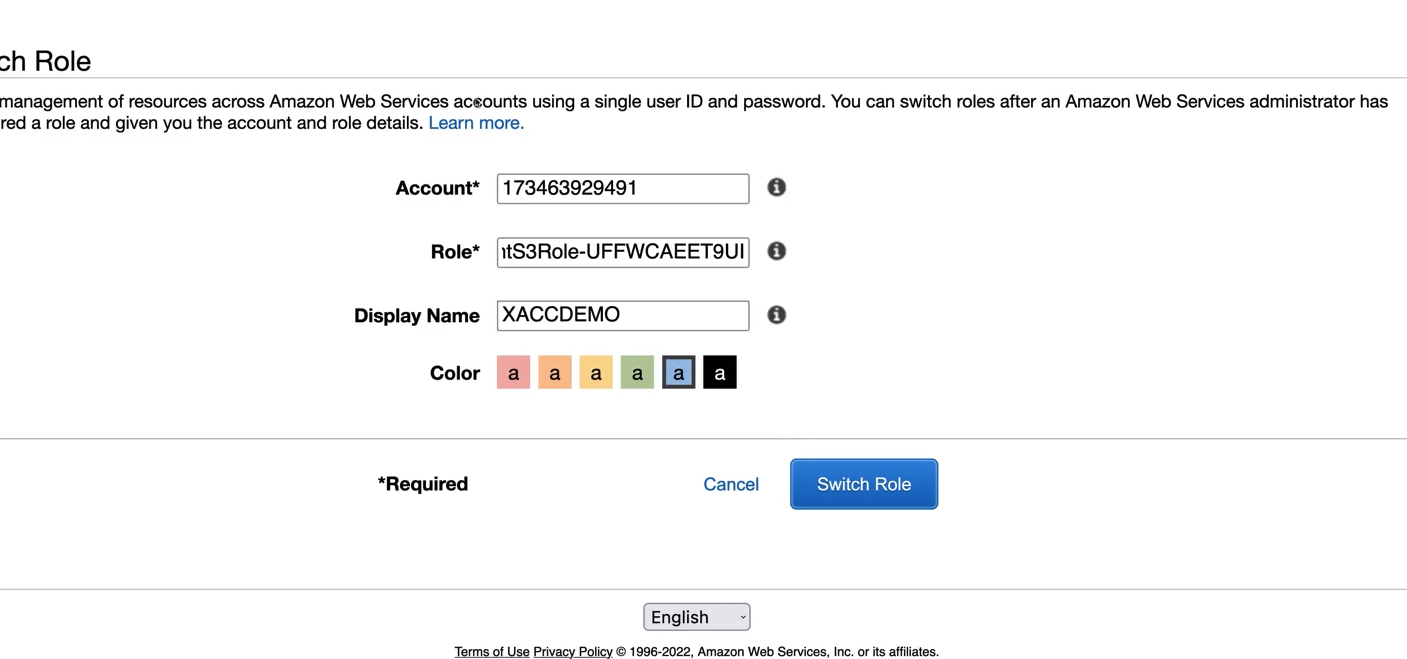 ch Role
management of resources across Amazon Web Services accounts using a single user ID and password. You can switch roles after an Amazon Web Services administrator has
red a role and given you the account and role details. Learn more.
Account* 173463929491
Role* ntS3Role-UFFWCAEET9UI
Display Name XACCDEMO
Color a a a a a a
*Required Cancel Switch Role
English
Terms of Use Privacy Policy © 1996-2022, Amazon Web Services, Inc. or its affiliates.